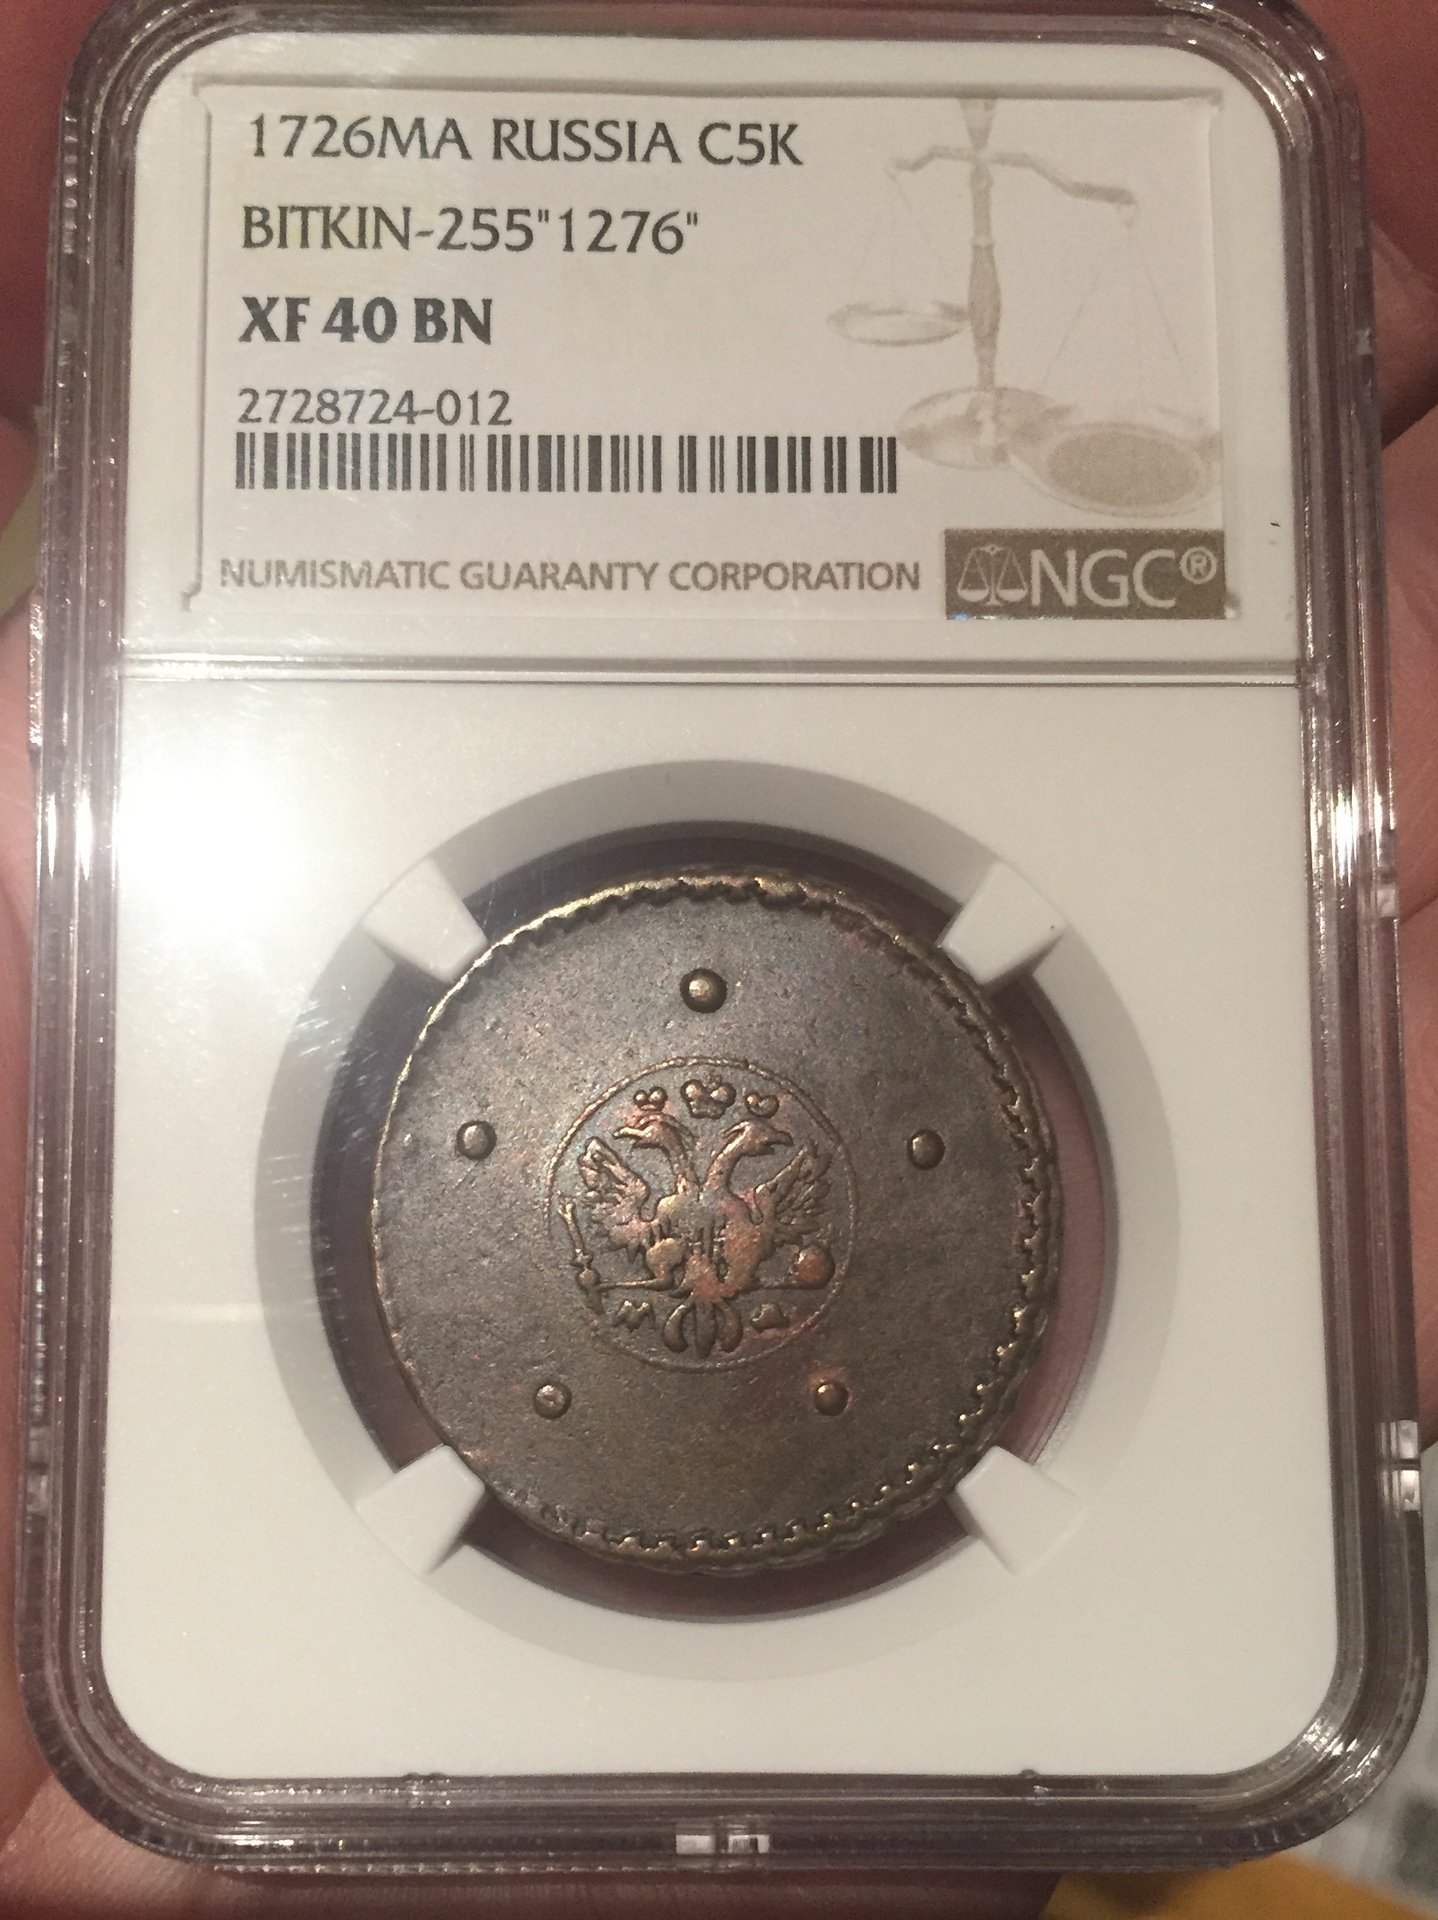 1726MA RUSSIA C5K
BITKIN-255"1276"
XF 40 BN
2728724-012
NUMISMATIC GUARANTY CORPORATION
NGC®
М Д